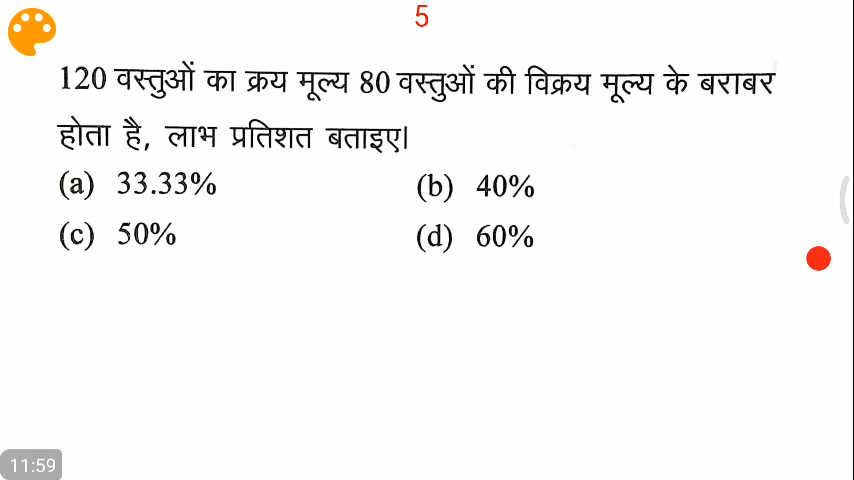 5
120 वस्तुओं का क्रय मूल्य 80 वस्तुओं की विक्रय मूल्य के बराबर
होता है, लाभ प्रतिशत बताइए।
(a) 33.33% (b) 40%
(c) 50% (d) 60%
11:59